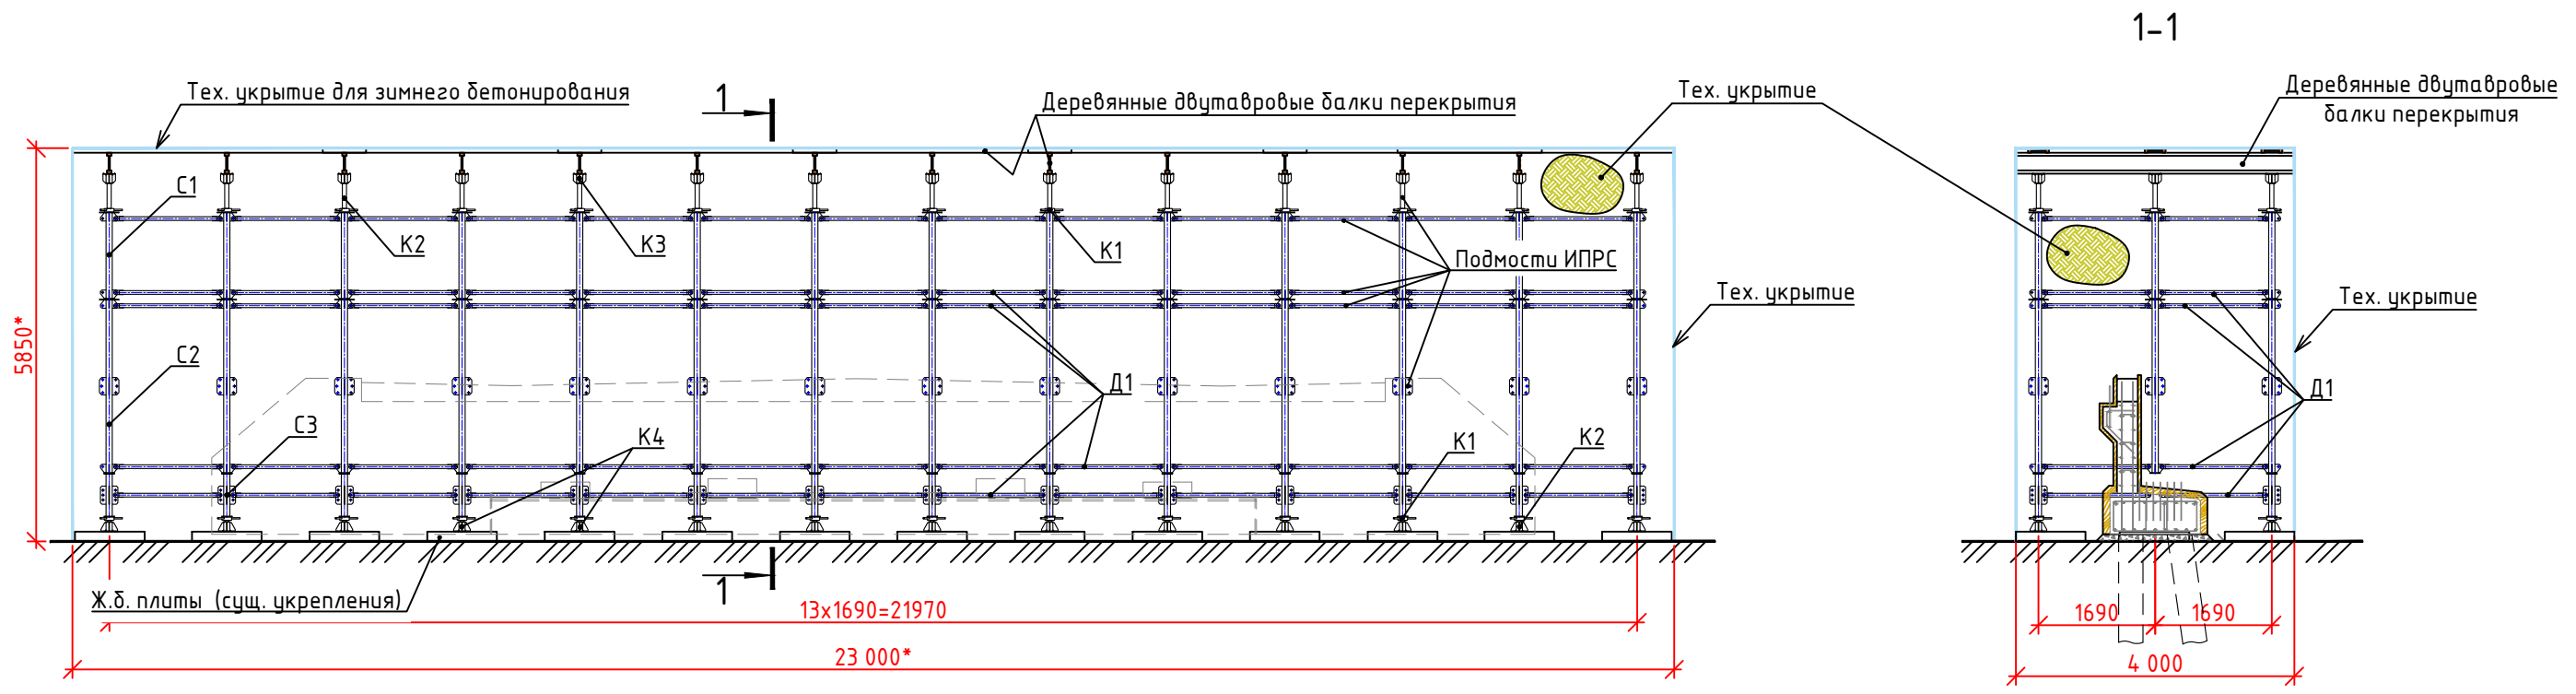 1-1
Тех. укрытие для зимнего бетонирования
1
Деревянные двутавровые балки перекрытия
Тех. укрытие
Деревянные двутавровые
балки перекрытия
С1
К2
К3
К1
Подмости ИПРС
Тех. укрытие
Тех. укрытие
5850*
С2
Д1
Д1
С3
К4
К1
К2
Ж.б. плиты (сущ. укрепления)
1
13х1690=21970
1690
1690
23 000*
4 000